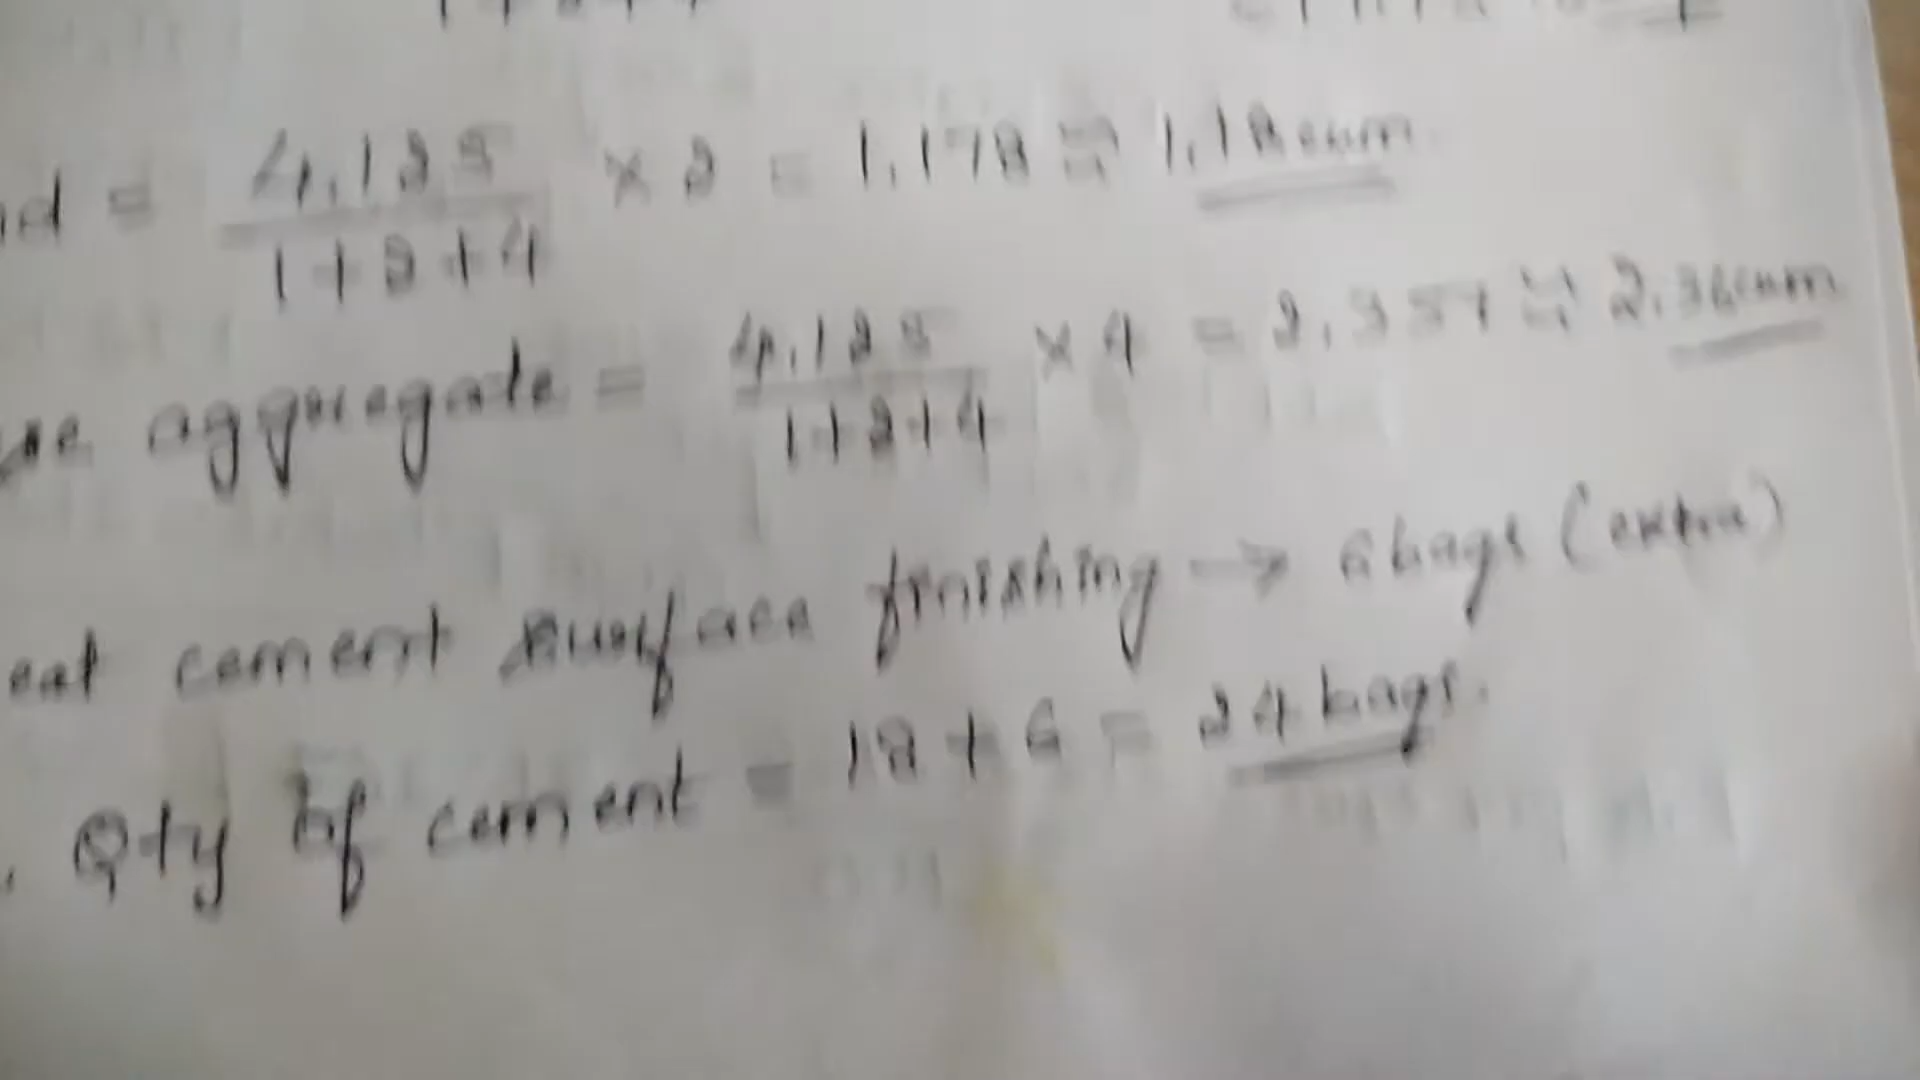 nd = 4.125 / 1+2+4 × 2 = 1.178 ≈ 1.18 cum.
se aggregate = 4.125 / 1+2+4 × 4 = 2.357 ≈ 2.36 cum
eat cement surface finishing → 6 bags (extra)
Qty of cement = 18 + 6 = 24 bags.